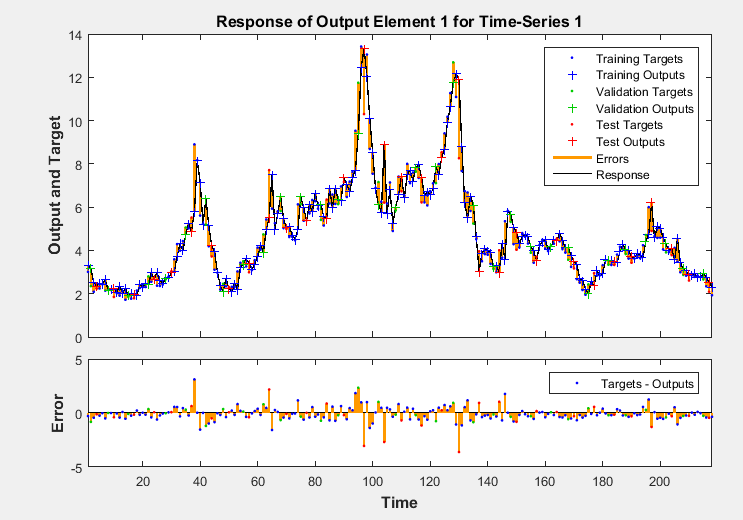 Response of Output Element 1 for Time-Series 1
14
12
10
8
6
4
2
0
Output and Target
Training Targets
Training Outputs
Validation Targets
Validation Outputs
Test Targets
Test Outputs
Errors
Response
5
0
-5
Error
Targets - Outputs
20 40 60 80 100 120 140 160 180 200
Time